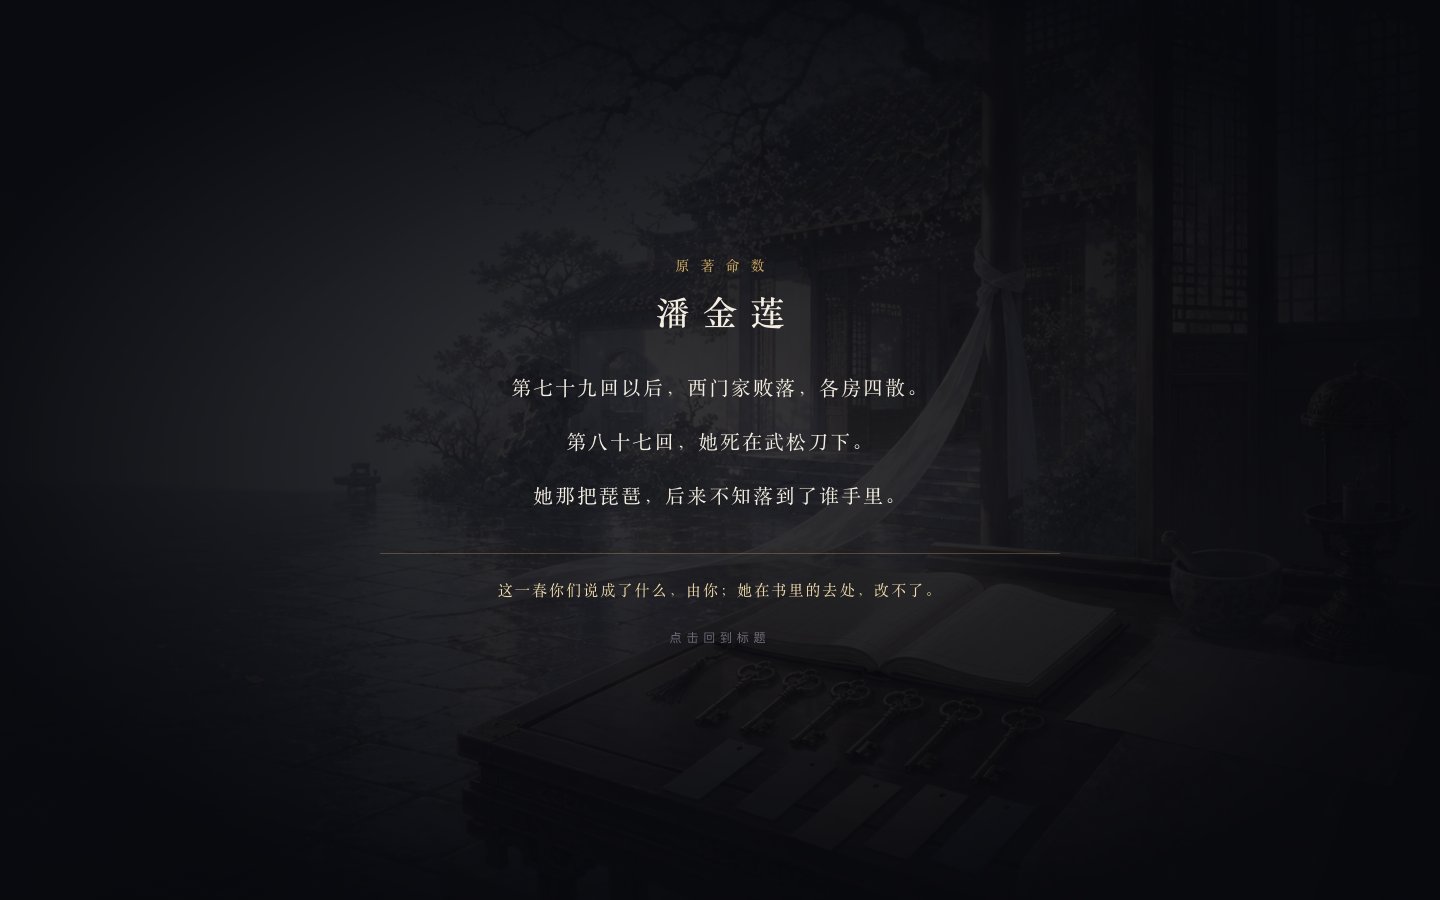 原著命数
潘金莲
第七十九回以后，西门家败落，各房四散。
第八十七回，她死在武松刀下。
她那把琵琶，后来不知落到了谁手里。
这一春你们说成了什么，由你；她在书里的去处，改不了。
点击回到标题